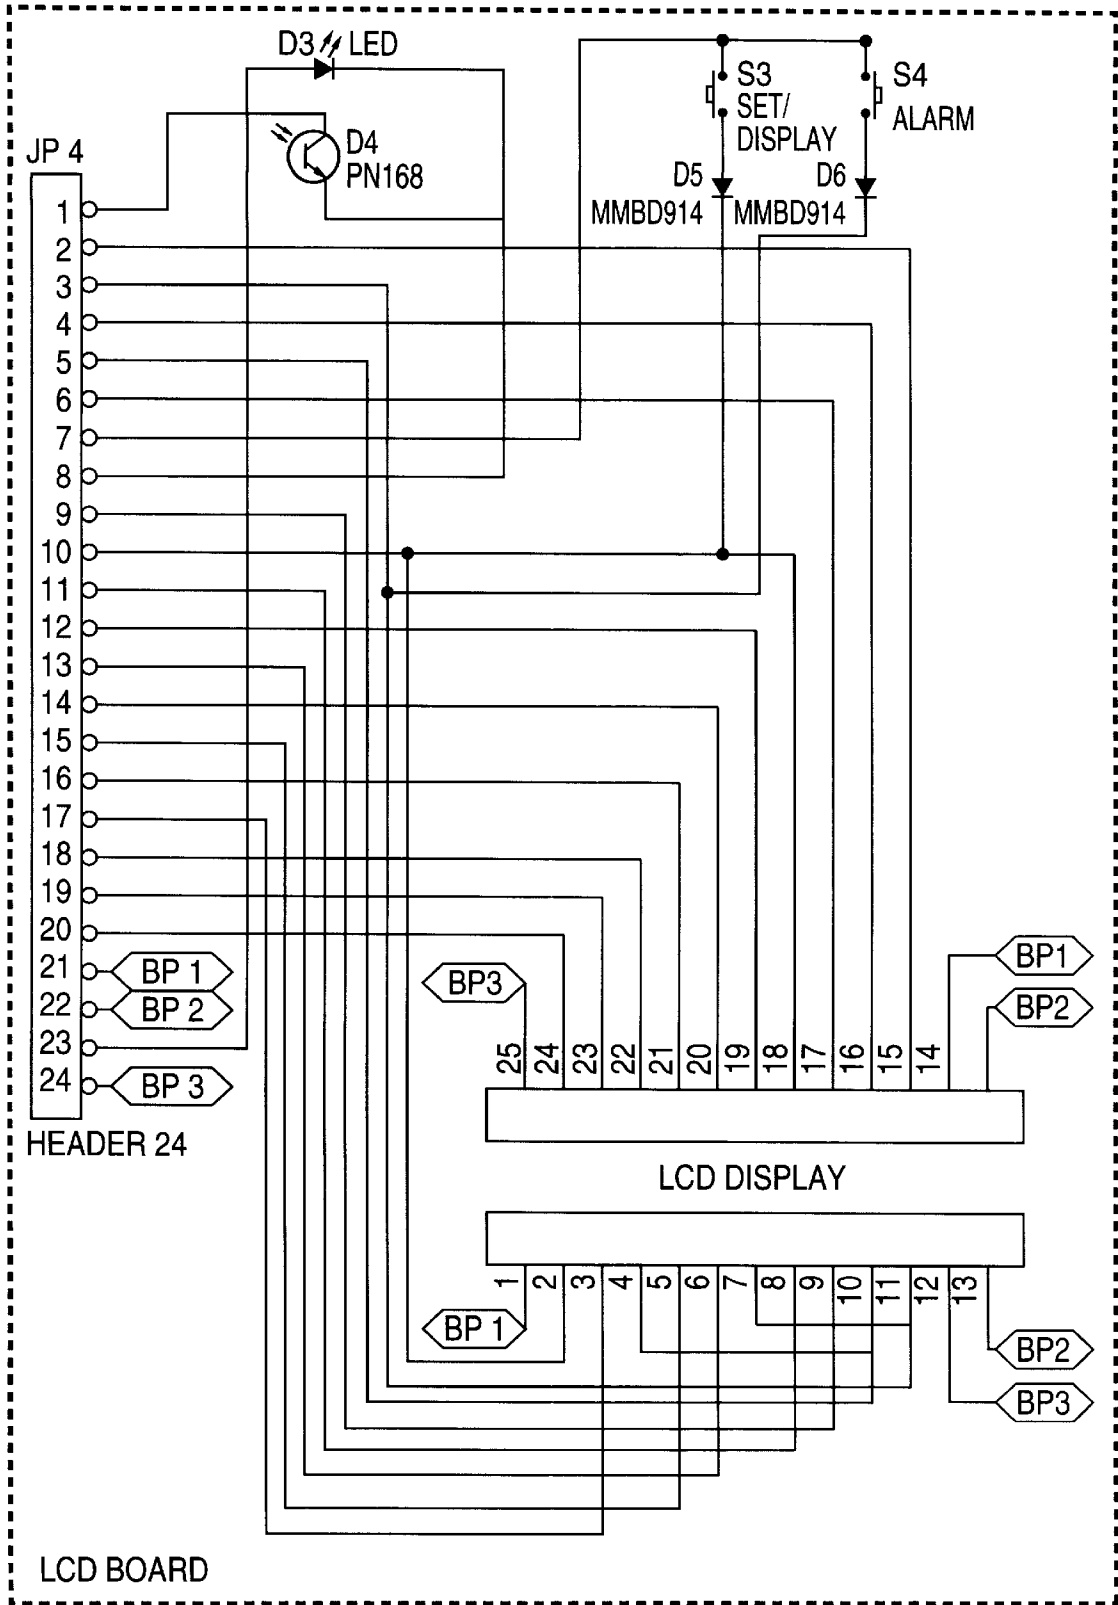 D3 LED
S3
SET/
DISPLAY
S4
ALARM
D4
PN168
D5
MMBD914
D6
MMBD914
JP 4
1
2
3
4
5
6
7
8
9
10
11
12
13
14
15
16
17
18
19
20
21 BP 1
22 BP 2
23
24 BP 3
HEADER 24
BP3
BP1
BP2
25 24 23 22 21 20 19 18 17 16 15 14
LCD DISPLAY
1 2 3 4 5 6 7 8 9 10 11 12 13
BP 1
BP2
BP3
LCD BOARD